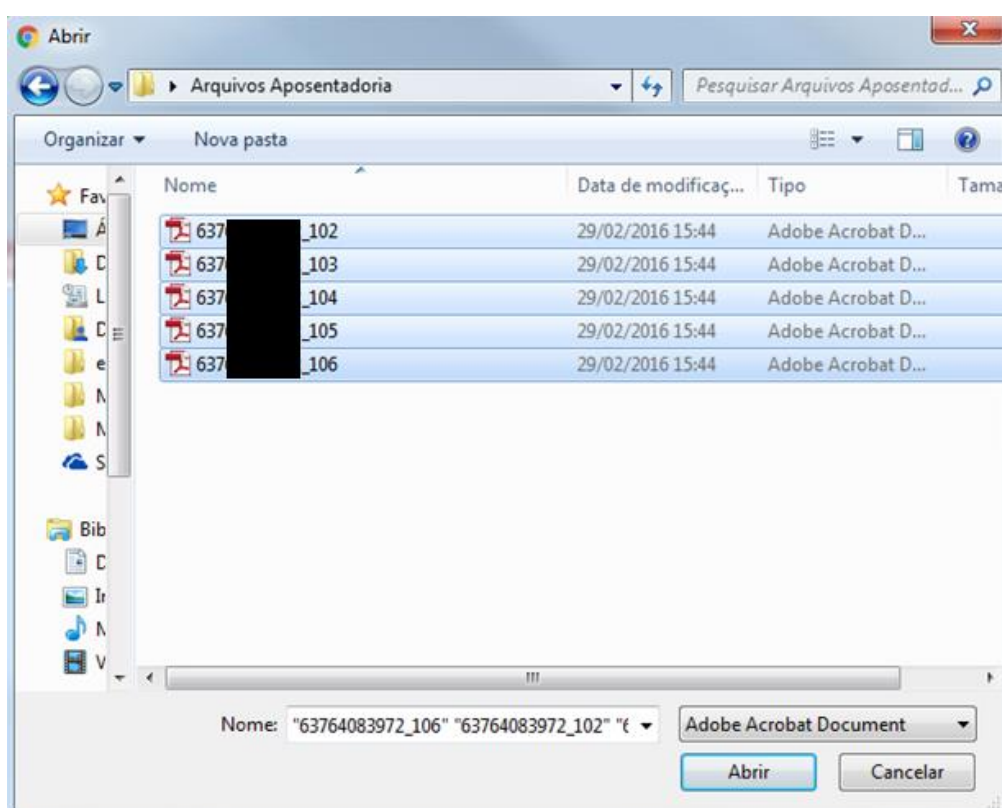 Abrir
Arquivos Aposentadoria
Pesquisar Arquivos Aposentad...
Organizar
Nova pasta
Nome
Data de modificaç...
Tipo
637 _102 29/02/2016 15:44 Adobe Acrobat D...
637 _103 29/02/2016 15:44 Adobe Acrobat D...
637 _104 29/02/2016 15:44 Adobe Acrobat D...
637 _105 29/02/2016 15:44 Adobe Acrobat D...
637 _106 29/02/2016 15:44 Adobe Acrobat D...
Fav
Á
D
L
D
e
N
N
S
Bib
D
N
V
Nome: "63764083972_106" "63764083972_102" "6
Adobe Acrobat Document
Abrir
Cancelar